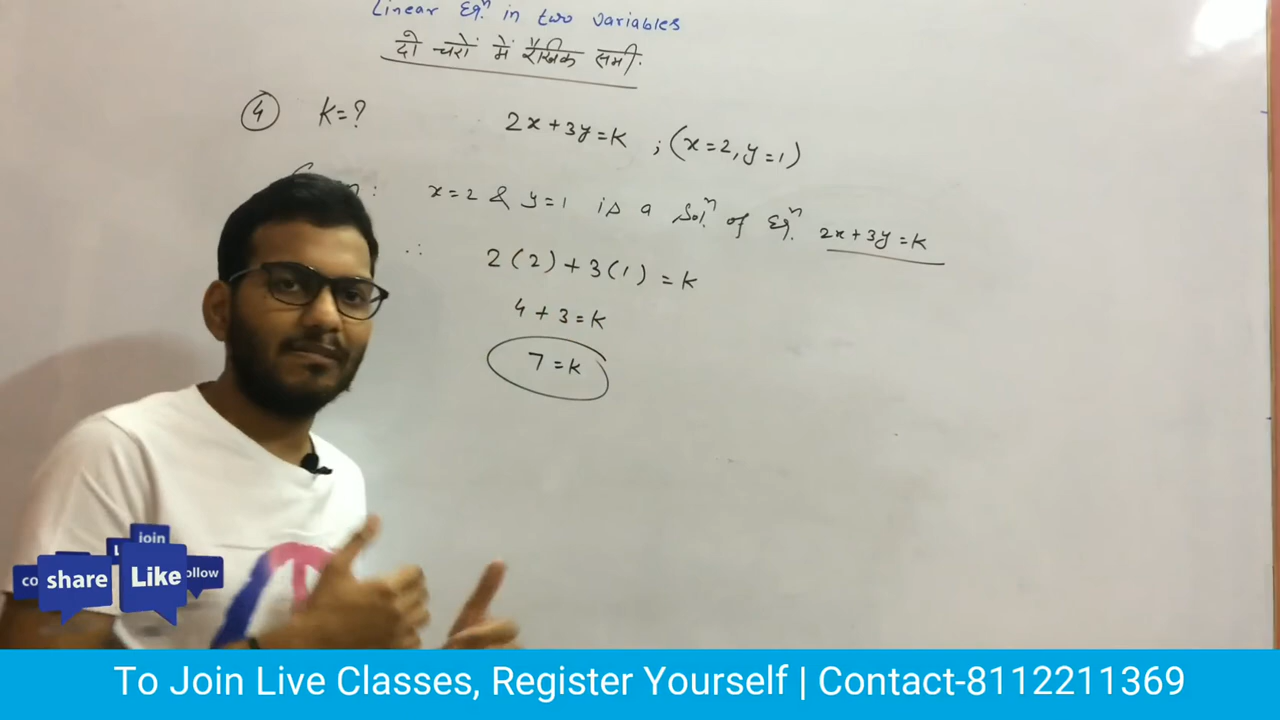 Linear Eqⁿ in two variables
दो चरों में रैखिक समी.
④ K=? 2x+3y=K ; (x=2, y=1)
: x=2 & y=1 is a Solⁿ of Eqⁿ. 2x+3y=K
∴ 2(2)+3(1)=K
4+3=K
7=K
join
share Like ollow
To Join Live Classes, Register Yourself | Contact-8112211369